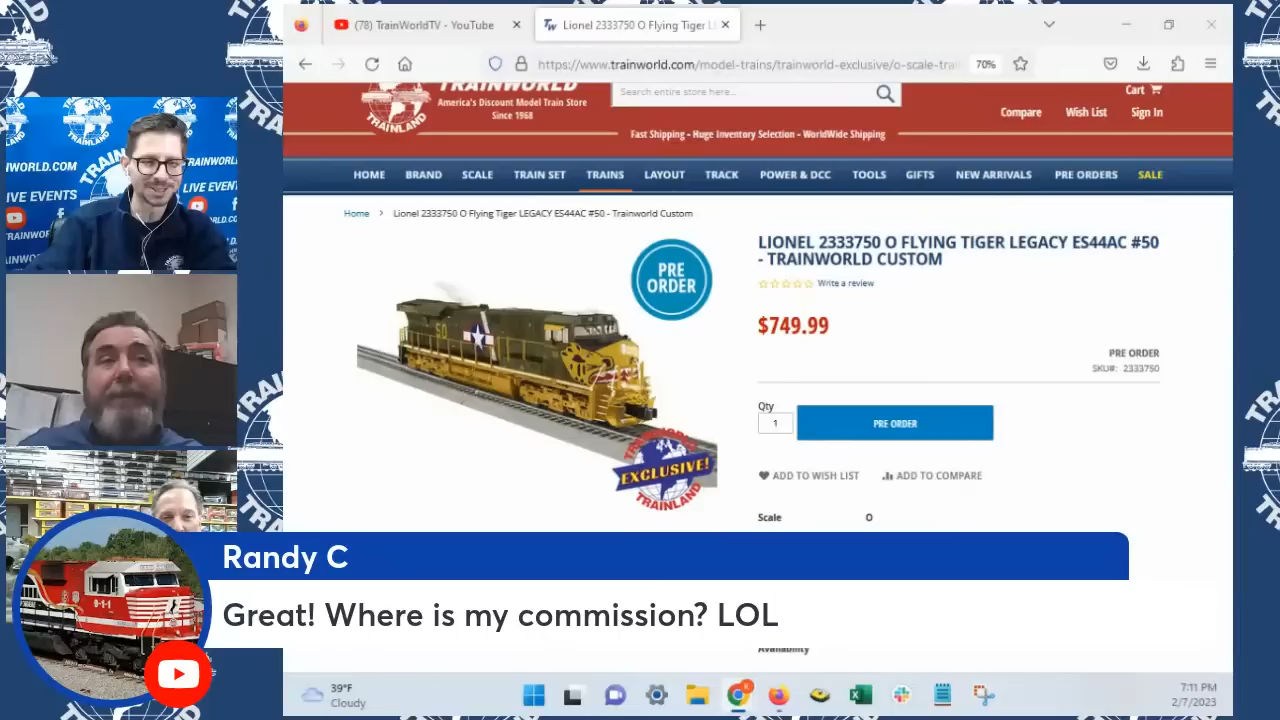 (78) TrainWorldTV - YouTube
Lionel 2333750 O Flying Tiger L
https://www.trainworld.com/model-trains/trainworld-exclusive/o-scale-trai
70%
TRAINWORLD
America's Discount Model Train Store
Since 1968
TRAINLAND
Search entire store here...
Cart
Compare
Wish List
Sign In
Fast Shipping - Huge Inventory Selection - WorldWide Shipping
HOME
BRAND
SCALE
TRAIN SET
TRAINS
LAYOUT
TRACK
POWER & DCC
TOOLS
GIFTS
NEW ARRIVALS
PRE ORDERS
SALE
Home > Lionel 2333750 O Flying Tiger LEGACY ES44AC #50 - Trainworld Custom
PRE
ORDER
50
TRAINWORLD
EXCLUSIVE!
TRAINLAND
LIONEL 2333750 O FLYING TIGER LEGACY ES44AC #50
- TRAINWORLD CUSTOM
Write a review
$749.99
PRE ORDER
SKU#: 2333750
Qty
1
PRE ORDER
ADD TO WISH LIST
ADD TO COMPARE
Scale
O
Availability
WORLD.COM
LIVE EVENTS
LIVE EVENT
Randy C
Great! Where is my commission? LOL
39°F
Cloudy
7:11 PM
2/7/2023